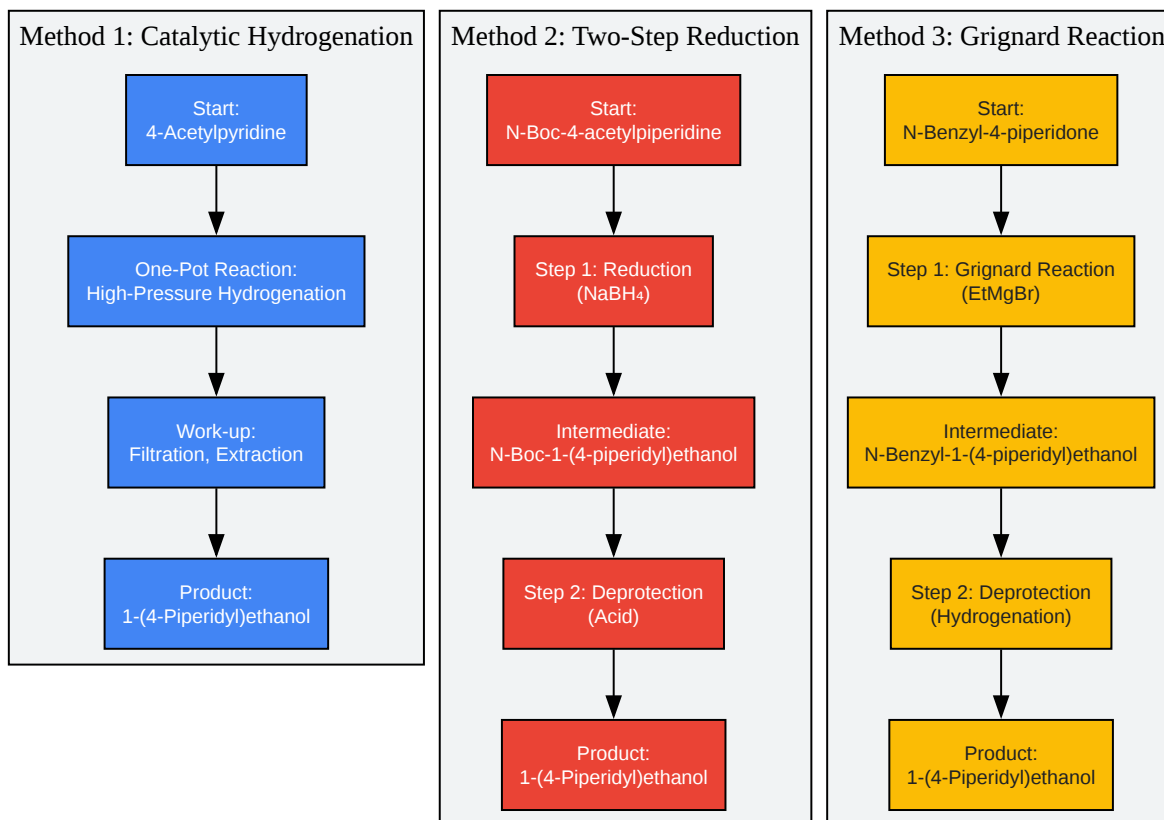 Method 1: Catalytic Hydrogenation
Start:
4-Acetylpyridine
One-Pot Reaction:
High-Pressure Hydrogenation
Work-up:
Filtration, Extraction
Product:
1-(4-Piperidyl)ethanol
Method 2: Two-Step Reduction
Start:
N-Boc-4-acetylpiperidine
Step 1: Reduction
(NaBH₄)
Intermediate:
N-Boc-1-(4-piperidyl)ethanol
Step 2: Deprotection
(Acid)
Product:
1-(4-Piperidyl)ethanol
Method 3: Grignard Reaction
Start:
N-Benzyl-4-piperidone
Step 1: Grignard Reaction
(EtMgBr)
Intermediate:
N-Benzyl-1-(4-piperidyl)ethanol
Step 2: Deprotection
(Hydrogenation)
Product:
1-(4-Piperidyl)ethanol